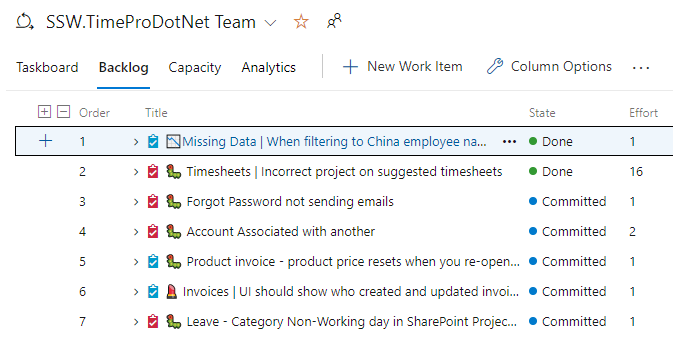 SSW.TimeProDotNet Team
Taskboard Backlog Capacity Analytics New Work Item Column Options ...
Order Title State Effort
1 Missing Data | When filtering to China employee na... ... Done 1
2 Timesheets | Incorrect project on suggested timesheets Done 16
3 Forgot Password not sending emails Committed 1
4 Account Associated with another Committed 2
5 Product invoice - product price resets when you re-open... Committed 1
6 Invoices | UI should show who created and updated invoi... Committed 1
7 Leave - Category Non-Working day in SharePoint Projec... Committed 1